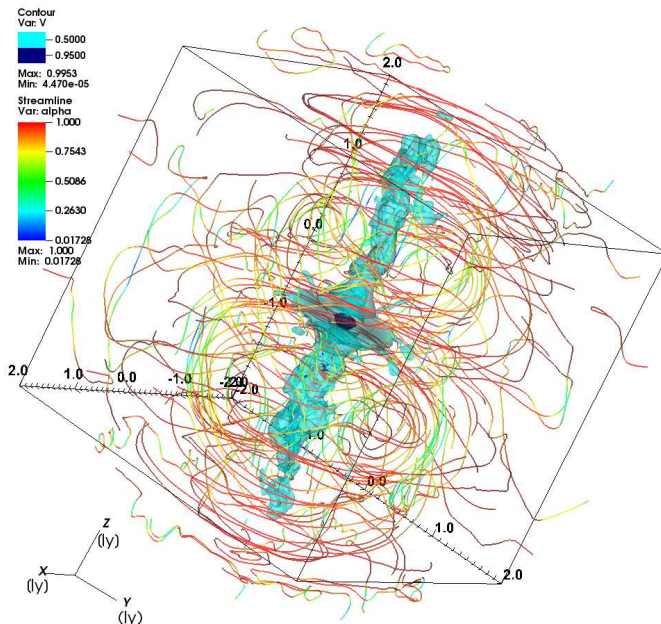 Contour
Var: V
0.5000
0.9500
Max: 0.9953
Min: 4.470e-05
Streamline
Var: alpha
1.000
0.7543
0.5086
0.2630
0.01728
Max: 1.000
Min: 0.01728
2.0
1.0
0.0
-1.0
2.0
1.0
0.0
-1.0
-2.0
-2.0
0.0
1.0
2.0
Z
(ly)
X
(ly)
Y
(ly)